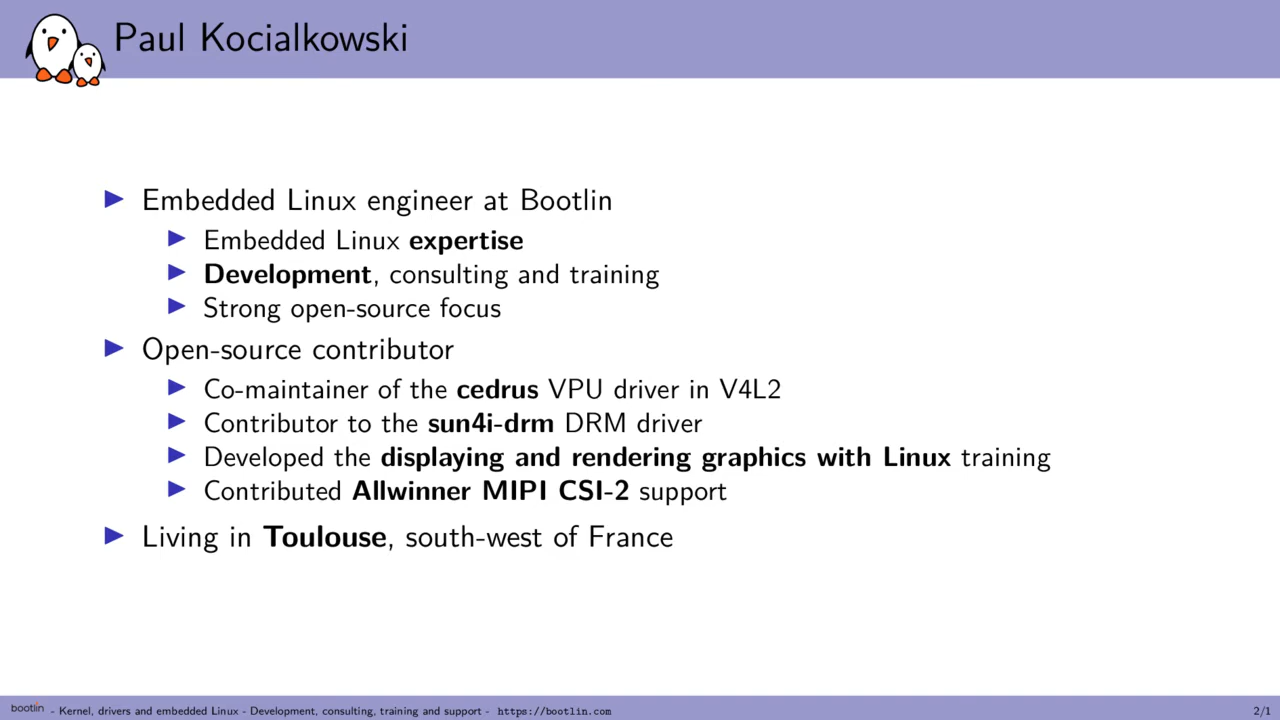 Paul Kocialkowski
Embedded Linux engineer at Bootlin
Embedded Linux expertise
Development, consulting and training
Strong open-source focus
Open-source contributor
Co-maintainer of the cedrus VPU driver in V4L2
Contributor to the sun4i-drm DRM driver
Developed the displaying and rendering graphics with Linux training
Contributed Allwinner MIPI CSI-2 support
Living in Toulouse, south-west of France
bootlin - Kernel, drivers and embedded Linux - Development, consulting, training and support - https://bootlin.com 2/1